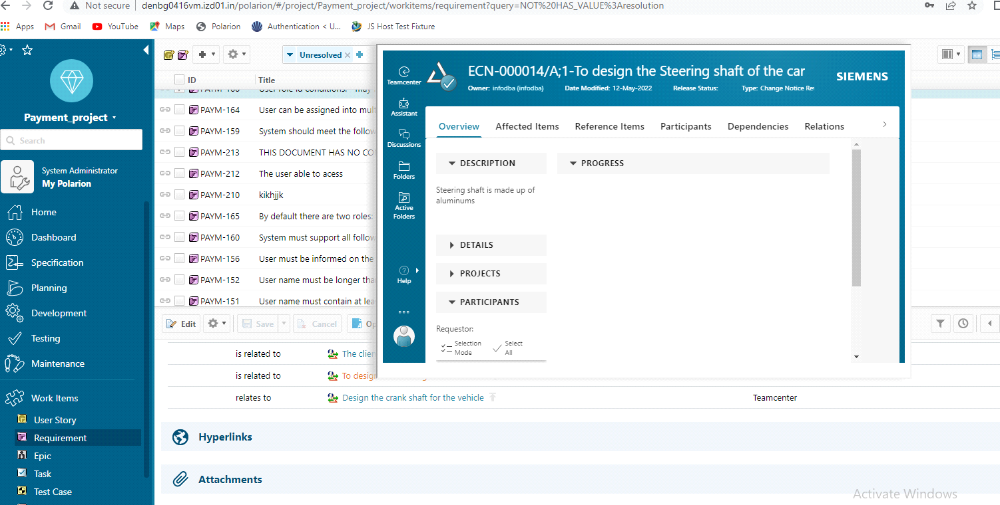 Not secure denbg0416vm.izd01.in/polarion/#/project/Payment_project/workitems/requirement?query=NOT%20HAS_VALUE%3Aresolution
Apps Gmail YouTube Maps Polarion Authentication < U... JS Host Test Fixture
Payment_project
Search
System Administrator
My Polarion
Home
Dashboard
Specification
Planning
Development
Testing
Maintenance
Work Items
User Story
Requirement
Epic
Task
Test Case
Unresolved
ID Title
PAYM-164 User can be assigned into mul
PAYM-159 System should meet the follow
PAYM-213 THIS DOCUMENT HAS NO CO
PAYM-212 The user able to acess
PAYM-210 kikhjjk
PAYM-165 By default there are two roles:
PAYM-160 System must support all follow
PAYM-156 User must be informed on the
PAYM-152 User name must be longer tha
PAYM-151 User name must contain at lea
Edit Save Cancel Op
is related to The clien
is related to To desig
relates to Design the crank shaft for the vehicle Teamcenter
Hyperlinks
Attachments
Teamcenter
Assistant
Discussions
Folders
Active
Folders
Help
ECN-000014/A;1-To design the Steering shaft of the car
SIEMENS
Owner: infodba (infodba) Date Modified: 12-May-2022 Release Status: Type: Change Notice Re
Overview Affected Items Reference Items Participants Dependencies Relations
DESCRIPTION PROGRESS
Steering shaft is made up of
aluminums
DETAILS
PROJECTS
PARTICIPANTS
Requestor:
Selection
Mode
Select
All
Activate Windows